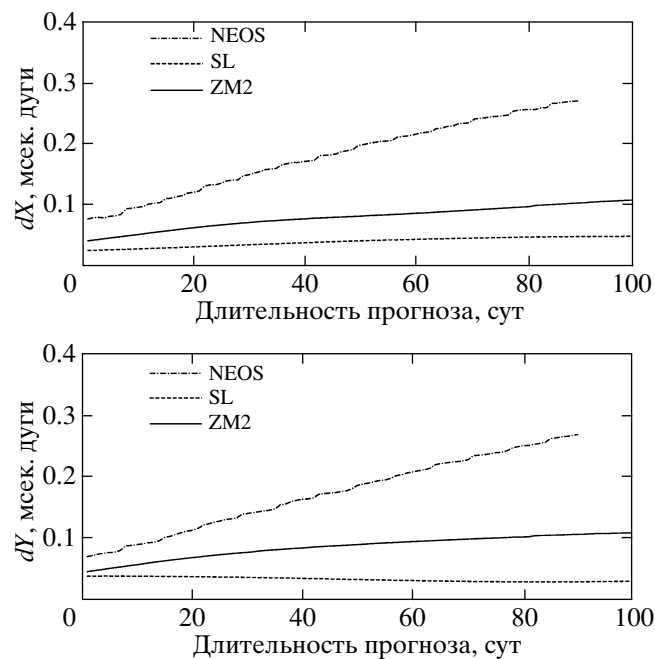 0.4
NEOS
SL
ZM2
0.3
0.2
0.1
dX, мсек. дуги
0 20 40 60 80 100
Длительность прогноза, сут
0.4
NEOS
SL
ZM2
0.3
0.2
0.1
dY, мсек. дуги
0 20 40 60 80 100
Длительность прогноза, сут